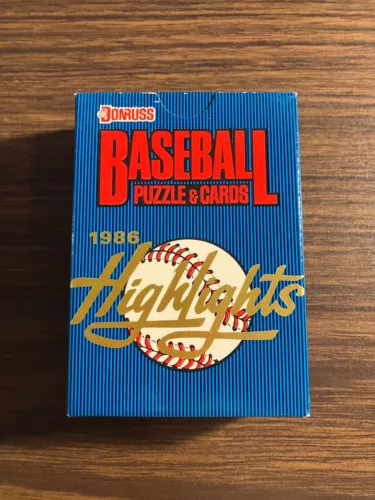 DONRUSS
BASEBALL
PUZZLE & CARDS
1986
Highlights